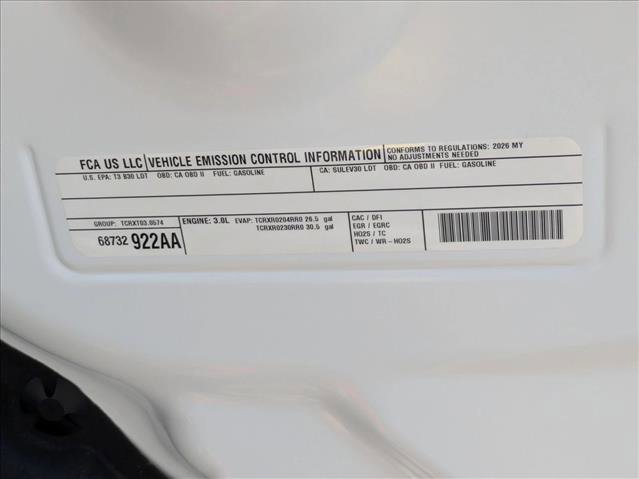 FCA US LLC VEHICLE EMISSION CONTROL INFORMATION CONFORMS TO REGULATIONS: 2026 MY
NO ADJUSTMENTS NEEDED
U.S. EPA: T3 B30 LDT OBD: CA OBD II FUEL: GASOLINE CA: SULEV30 LDT OBD: CA OBD II FUEL: GASOLINE
GROUP: TCRXT03.0574
68732 922AA
ENGINE: 3.0L EVAP: TCRXR0204RR0 26.5 gal
TCRXR0230RR0 30.5 gal
CAC / DFI
EGR / EGRC
HO2S / TC
TWC / WR-HO2S